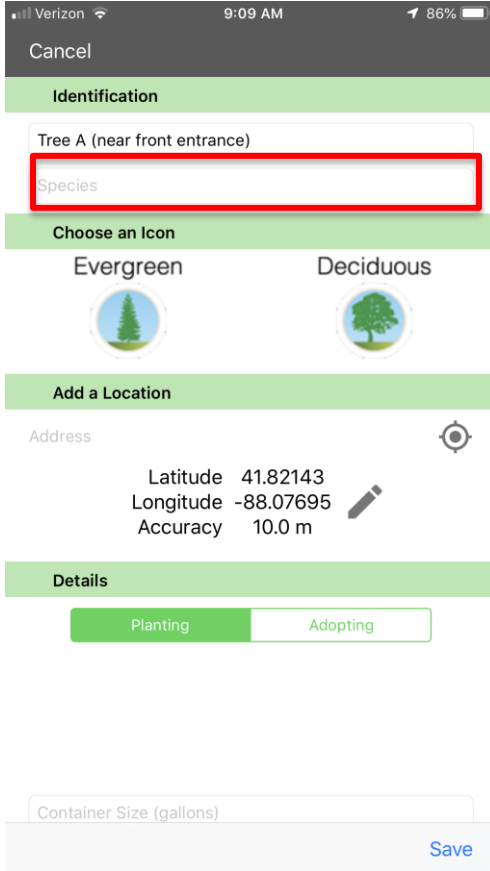 Verizon 9:09 AM 86%
Cancel
Identification
Tree A (near front entrance)
Species
Choose an Icon
Evergreen Deciduous
Add a Location
Address
Latitude 41.82143
Longitude -88.07695
Accuracy 10.0 m
Details
Planting Adopting
Container Size (gallons)
Save